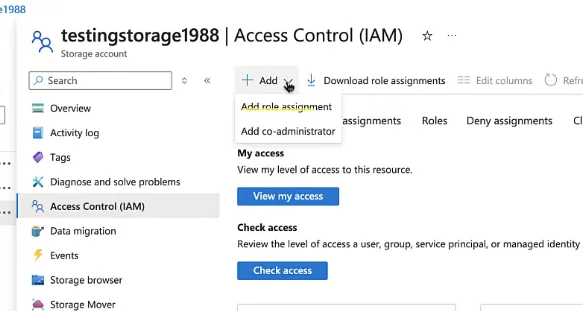 e1988
testingstorage1988 | Access Control (IAM) ☆ ...
Storage account
Search
Add Download role assignments Edit columns Refre
Add role assignment
Add co-administrator
assignments Roles Deny assignments Cl
Overview
Activity log
Tags
Diagnose and solve problems
Access Control (IAM)
Data migration
Events
Storage browser
Storage Mover
My access
View my level of access to this resource.
View my access
Check access
Review the level of access a user, group, service principal, or managed identity
Check access